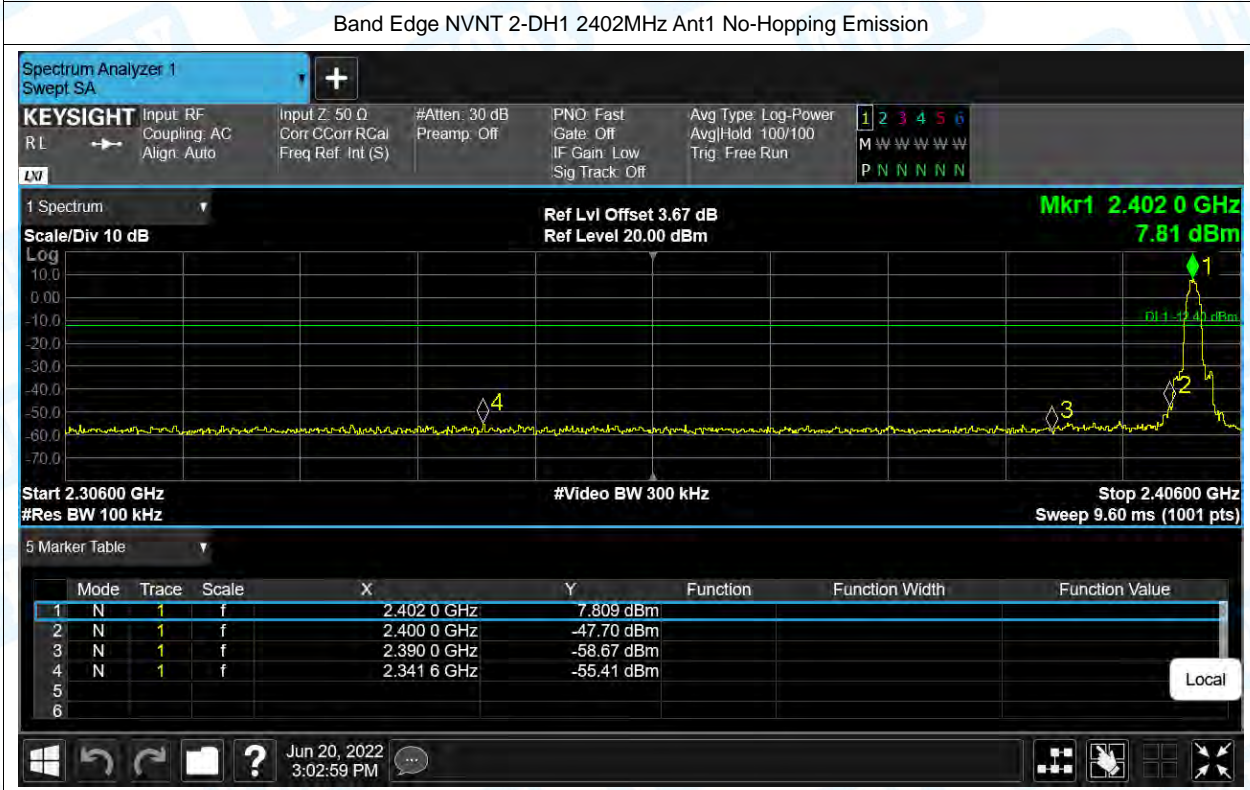 Band Edge NVNT 2-DH1 2402MHz Ant1 No-Hopping Emission
Spectrum Analyzer 1
Swept SA
+
KEYSIGHT
RL
LXI
Input: RF
Coupling: AC
Align: Auto
Input Z: 50 Ω
Corr CCorr RCal
Freq Ref: Int (S)
#Atten: 30 dB
Preamp: Off
PNO: Fast
Gate: Off
IF Gain: Low
Sig Track: Off
Avg Type: Log-Power
Avg|Hold: 100/100
Trig: Free Run
1 2 3 4 5 6
M W W W W W W
P N N N N N N
1 Spectrum
Scale/Div 10 dB
Ref Lvl Offset 3.67 dB
Ref Level 20.00 dBm
Mkr1 2.402 0 GHz
7.81 dBm
Log
10.0
0.00
-10.0
-20.0
-30.0
-40.0
-50.0
-60.0
-70.0
1
DL1 -12.40 dBm
2
3
4
Start 2.30600 GHz
#Res BW 100 kHz
#Video BW 300 kHz
Stop 2.40600 GHz
Sweep 9.60 ms (1001 pts)
5 Marker Table
Mode Trace Scale X Y Function Function Width Function Value
1 N 1 f 2.402 0 GHz 7.809 dBm
2 N 1 f 2.400 0 GHz -47.70 dBm
3 N 1 f 2.390 0 GHz -58.67 dBm
4 N 1 f 2.341 6 GHz -55.41 dBm
5
6
Local
?
Jun 20, 2022
3:02:59 PM